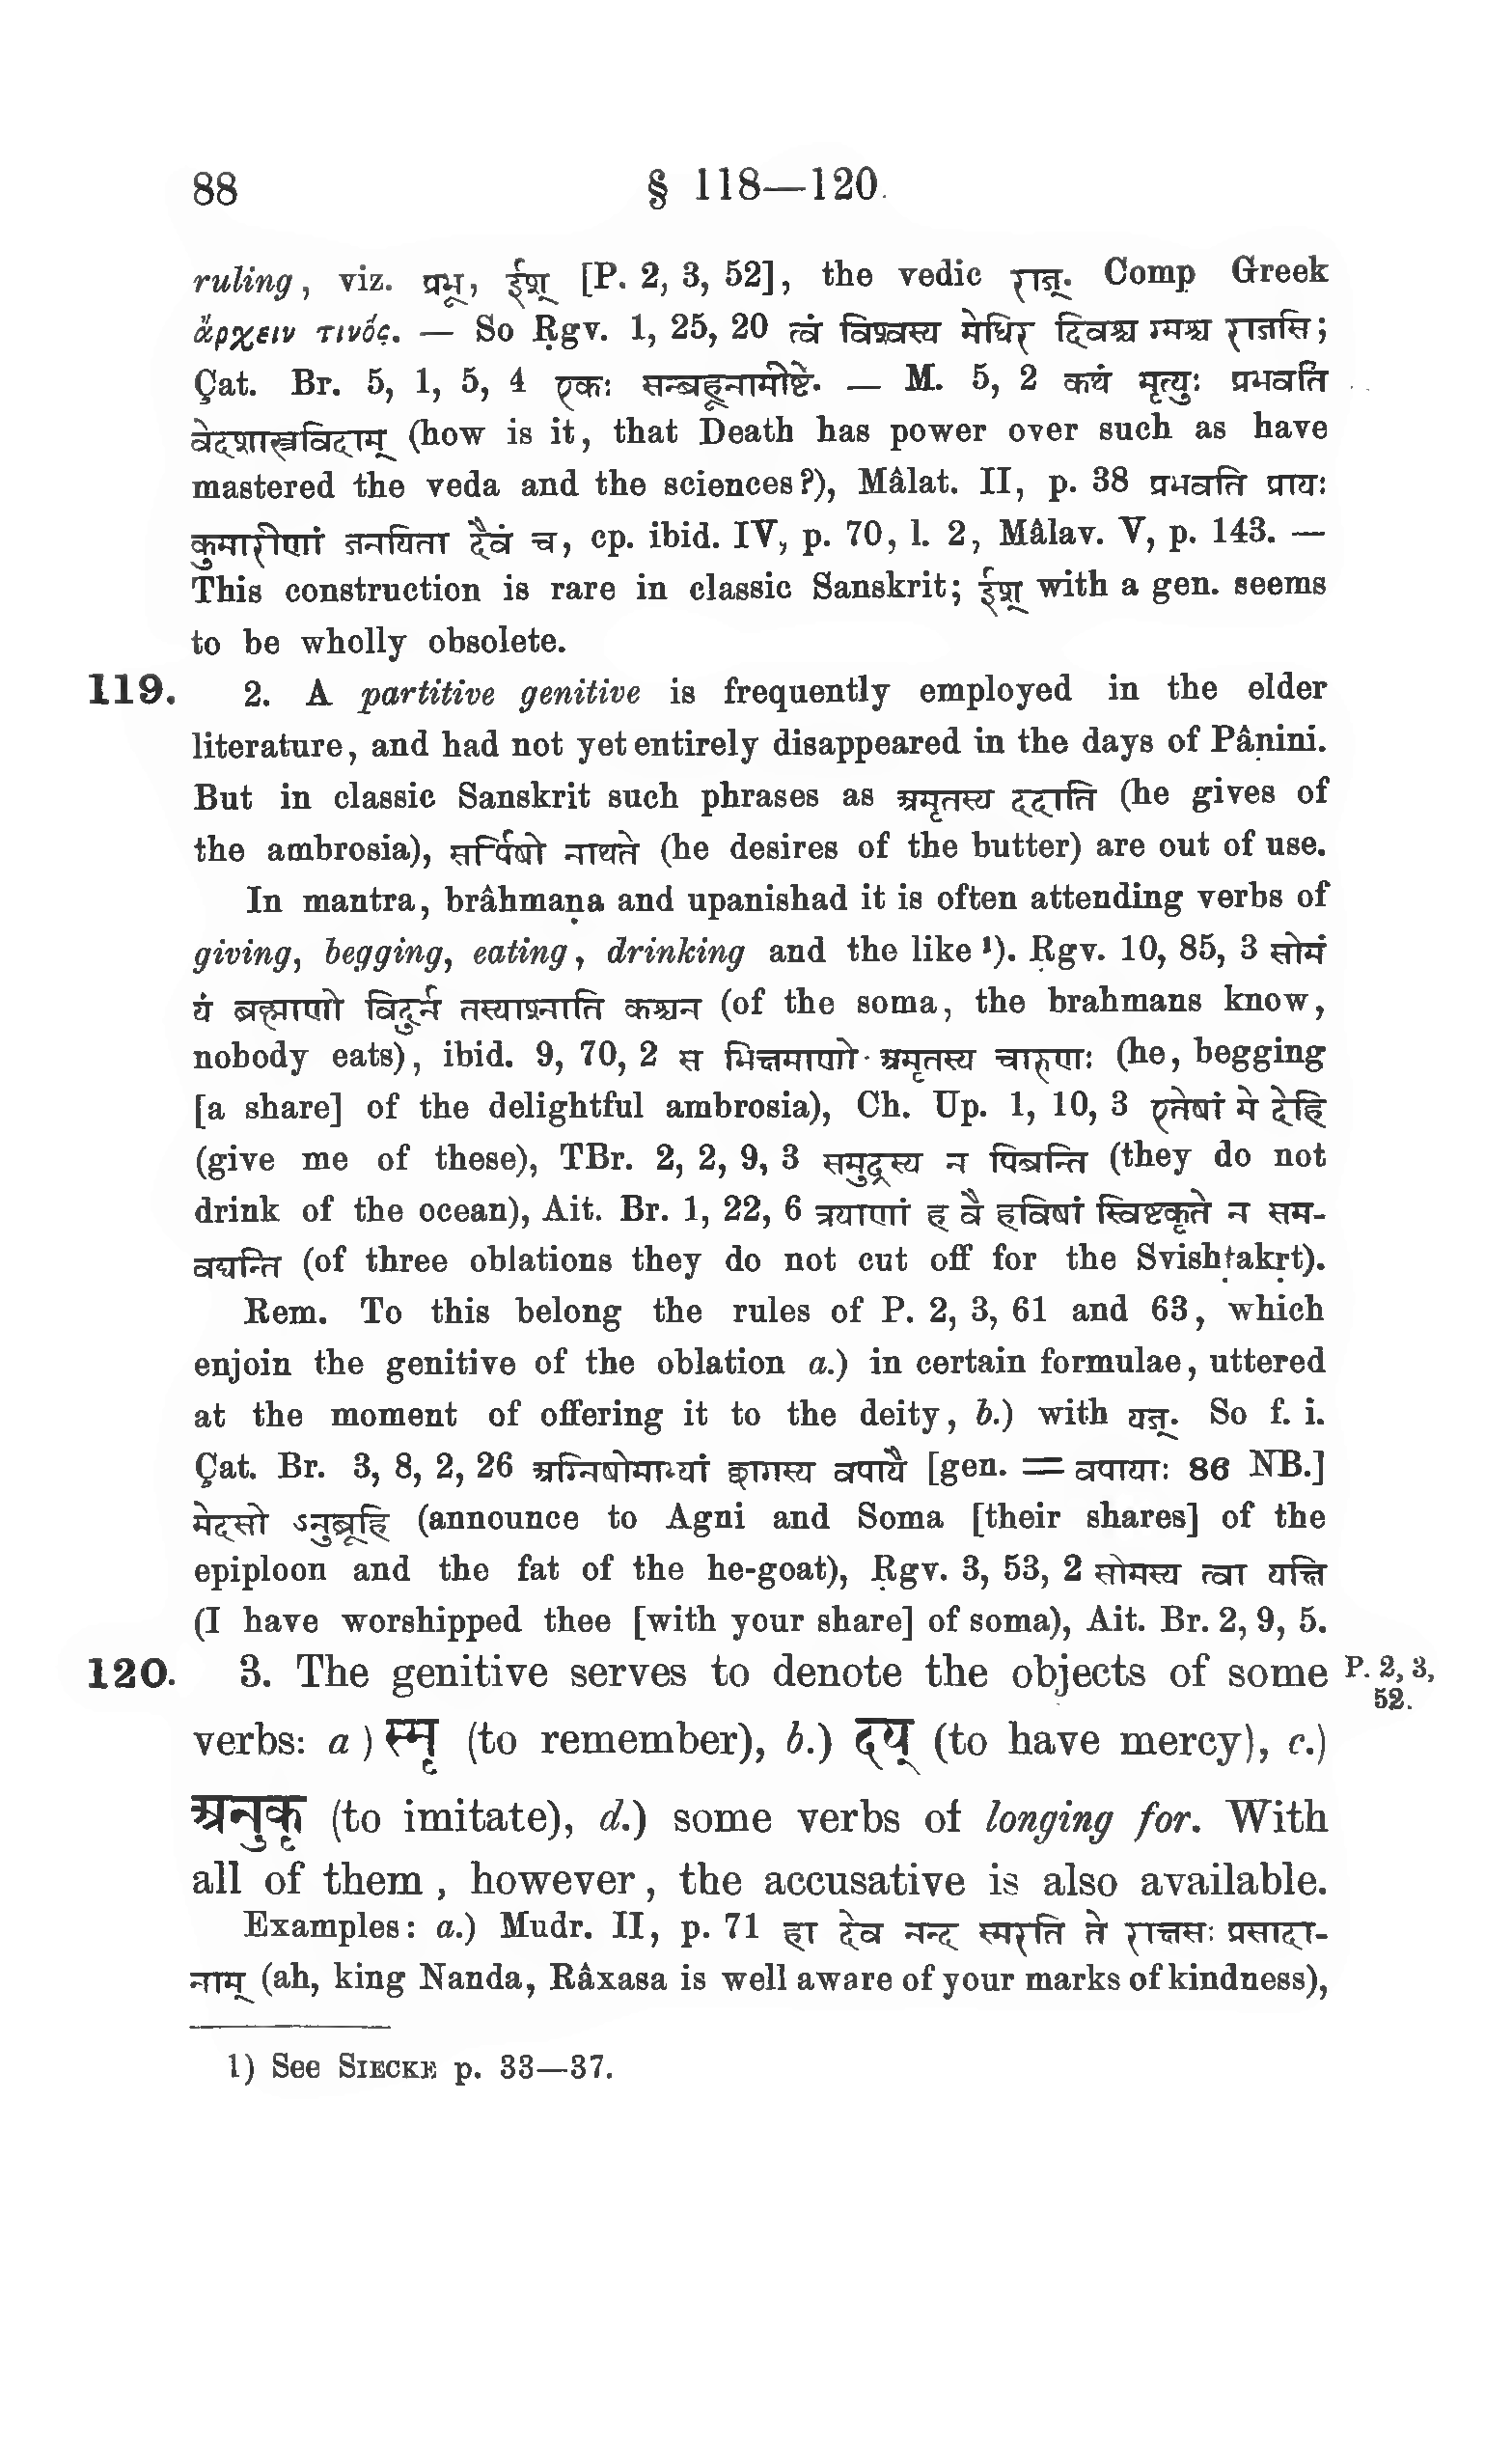 88 § 118—120.
ruling, viz. प्रभू, ईश् [P. 2, 3, 52], the vedic राज्. Comp Greek
ἄρχειν τινός. — So Ṛgv. 1, 25, 20 त्वं विश्वस्य मेधिर दिवश्च ग्मश्च राजसि;
Çat. Br. 5, 1, 5, 4 एकः सन्बहूनामीष्टे. — M. 5, 2 कथं मृत्युः प्रभवति
वेदशास्त्रविदाम् (how is it, that Death has power over such as have
mastered the veda and the sciences?), Mâlat. II, p. 38 प्रभवति प्रायः
कुमारीणां जनयिता दैवं च, cp. ibid. IV, p. 70, l. 2, Mâlav. V, p. 143. —
This construction is rare in classic Sanskrit; ईश् with a gen. seems
to be wholly obsolete.
119. 2. A partitive genitive is frequently employed in the elder
literature, and had not yet entirely disappeared in the days of Pâṇini.
But in classic Sanskrit such phrases as अमृतस्य ददाति (he gives of
the ambrosia), सर्पिषो नाथते (he desires of the butter) are out of use.
In mantra, brâhmaṇa and upanishad it is often attending verbs of
giving, begging, eating, drinking and the like ¹). Ṛgv. 10, 85, 3 सोमं
यं ब्रह्माणो विदुर्न तस्याश्नाति कश्चन (of the soma, the brahmans know,
nobody eats), ibid. 9, 70, 2 स भिक्षमाणो अमृतस्य चारुणः (he, begging
[a share] of the delightful ambrosia), Ch. Up. 1, 10, 3 एतेषां मे देहि
(give me of these), TBr. 2, 2, 9, 3 समुद्रस्य न पिबन्ति (they do not
drink of the ocean), Ait. Br. 1, 22, 6 त्रयाणां ह वै हविषां स्विष्टकृते न सम-
वद्यन्ति (of three oblations they do not cut off for the Svishṭakṛt).
Rem. To this belong the rules of P. 2, 3, 61 and 63, which
enjoin the genitive of the oblation a.) in certain formulae, uttered
at the moment of offering it to the deity, b.) with यज्. So f. i.
Çat. Br. 3, 8, 2, 26 अग्निषोमाभ्यां छागस्य वपायै [gen. = वपायाः 86 NB.]
मेदसो ऽनुब्रूहि (announce to Agni and Soma [their shares] of the
epiploon and the fat of the he-goat), Ṛgv. 3, 53, 2 सोमस्य त्वा यक्षि
(I have worshipped thee [with your share] of soma), Ait. Br. 2, 9, 5.
120. 3. The genitive serves to denote the objects of some P. 2, 3,
52.
verbs: a) स्मृ (to remember), b.) दय् (to have mercy), c.)
अनुकृ (to imitate), d.) some verbs of longing for. With
all of them, however, the accusative is also available.
Examples: a.) Mudr. II, p. 71 हा देव नन्द स्मरति ते राक्षसः प्रसादा-
नाम् (ah, king Nanda, Râxasa is well aware of your marks of kindness),
1) See SIECKE p. 33—37.